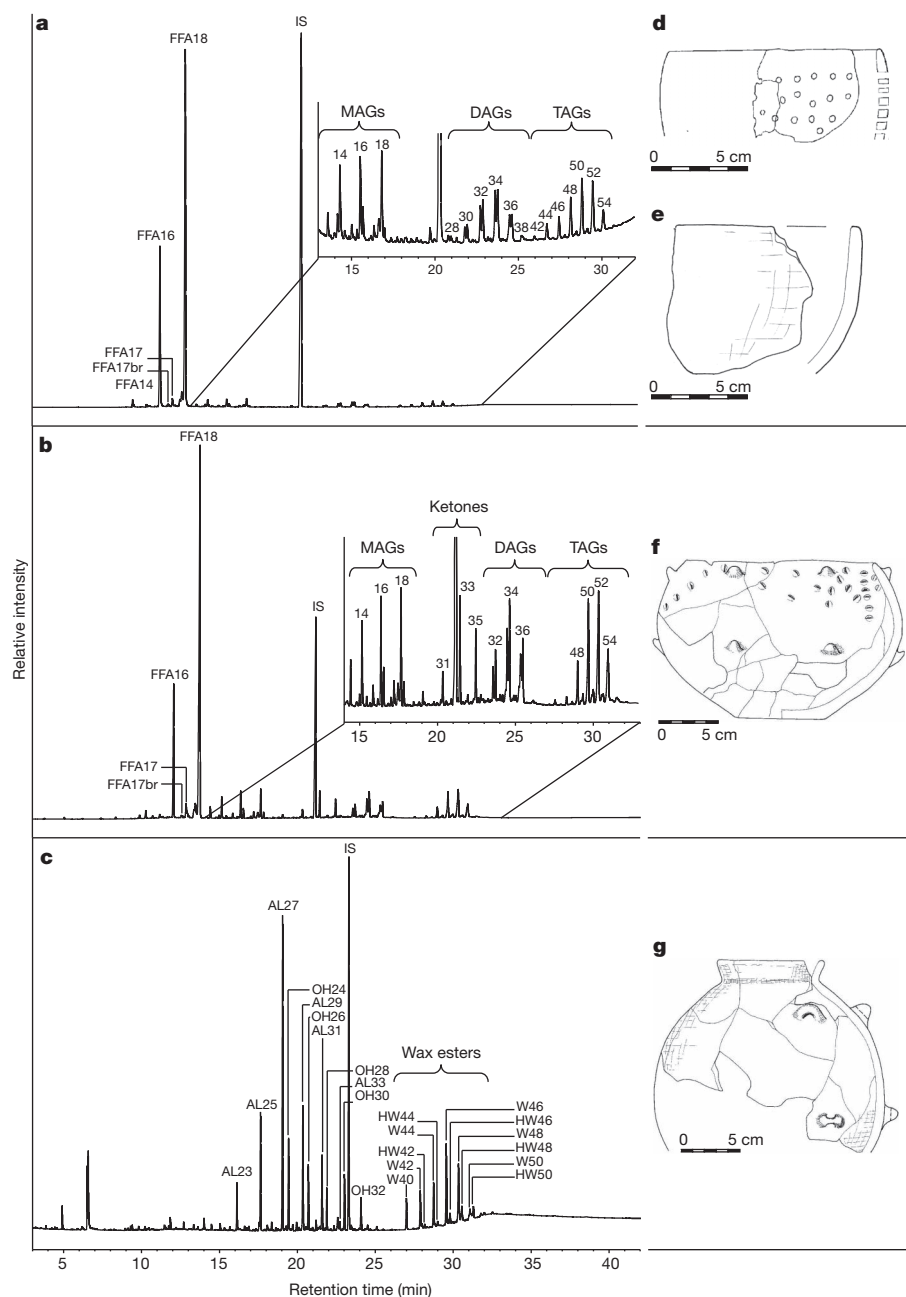 a
IS
FFA18
MAGs
DAGs
TAGs
14
16
18
28
30
32
34
36
38
42
44
46
48
50
52
54
FFA16
FFA17
FFA17br
FFA14
15
20
25
30
d
0 5 cm
e
0 5 cm
b
FFA18
Ketones
MAGs
DAGs
TAGs
IS
14
16
18
31
33
35
32
34
36
48
50
52
54
FFA16
FFA17
FFA17br
15
20
25
30
f
0 5 cm
Relative intensity
c
IS
AL27
OH24
AL29
OH26
AL31
OH28
AL33
OH30
AL25
AL23
OH32
Wax esters
HW44
W44
HW42
W42
W40
W46
HW46
W48
HW48
W50
HW50
g
0 5 cm
5 10 15 20 25 30 35 40
Retention time (min)